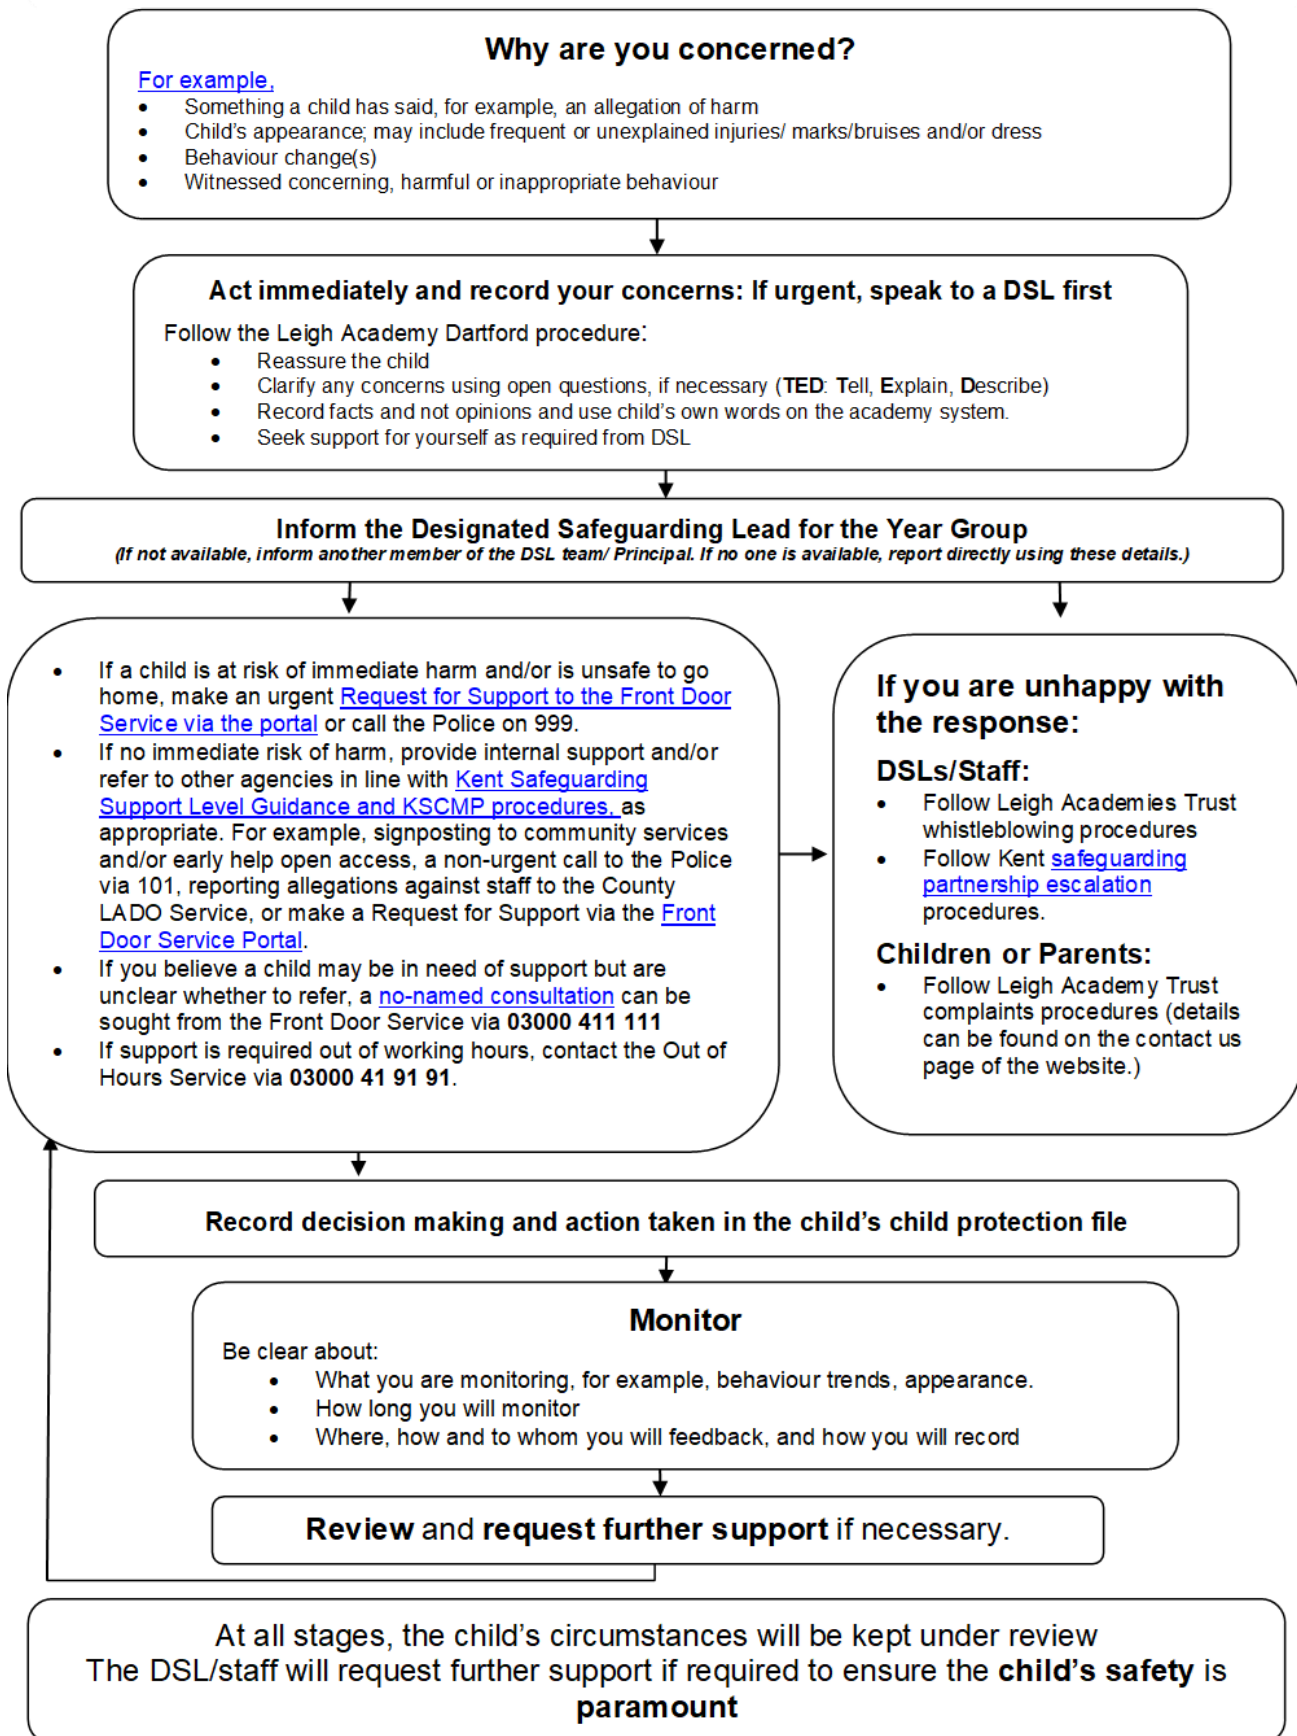 Why are you concerned?
For example,
• Something a child has said, for example, an allegation of harm
• Child's appearance; may include frequent or unexplained injuries/ marks/bruises and/or dress
• Behaviour change(s)
• Witnessed concerning, harmful or inappropriate behaviour
Act immediately and record your concerns: If urgent, speak to a DSL first
Follow the Leigh Academy Dartford procedure:
• Reassure the child
• Clarify any concerns using open questions, if necessary (TED: Tell, Explain, Describe)
• Record facts and not opinions and use child's own words on the academy system.
• Seek support for yourself as required from DSL
Inform the Designated Safeguarding Lead for the Year Group
(If not available, inform another member of the DSL team/ Principal. If no one is available, report directly using these details.)
• If a child is at risk of immediate harm and/or is unsafe to go
home, make an urgent Request for Support to the Front Door
Service via the portal or call the Police on 999.
• If no immediate risk of harm, provide internal support and/or
refer to other agencies in line with Kent Safeguarding
Support Level Guidance and KSCMP procedures, as
appropriate. For example, signposting to community services
and/or early help open access, a non-urgent call to the Police
via 101, reporting allegations against staff to the County
LADO Service, or make a Request for Support via the Front
Door Service Portal.
• If you believe a child may be in need of support but are
unclear whether to refer, a no-named consultation can be
sought from the Front Door Service via 03000 411 111
• If support is required out of working hours, contact the Out of
Hours Service via 03000 41 91 91.
If you are unhappy with
the response:
DSLs/Staff:
• Follow Leigh Academies Trust
whistleblowing procedures
• Follow Kent safeguarding
partnership escalation
procedures.
Children or Parents:
• Follow Leigh Academy Trust
complaints procedures (details
can be found on the contact us
page of the website.)
Record decision making and action taken in the child's child protection file
Monitor
Be clear about:
• What you are monitoring, for example, behaviour trends, appearance.
• How long you will monitor
• Where, how and to whom you will feedback, and how you will record
Review and request further support if necessary.
At all stages, the child's circumstances will be kept under review
The DSL/staff will request further support if required to ensure the child's safety is
paramount